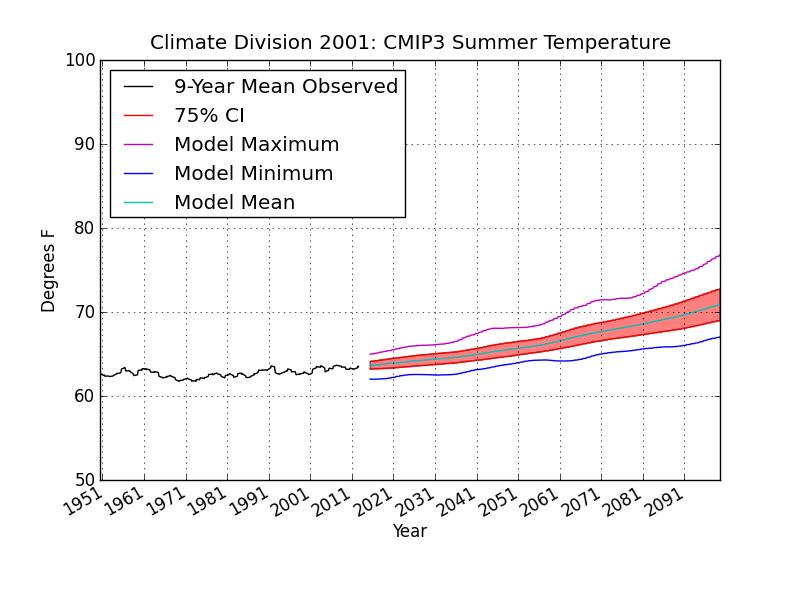 Climate Division 2001: CMIP3 Summer Temperature
100
90
80
70
60
50
Degrees F
9-Year Mean Observed
75% CI
Model Maximum
Model Minimum
Model Mean
1951 1961 1971 1981 1991 2001 2011 2021 2031 2041 2051 2061 2071 2081 2091
Year